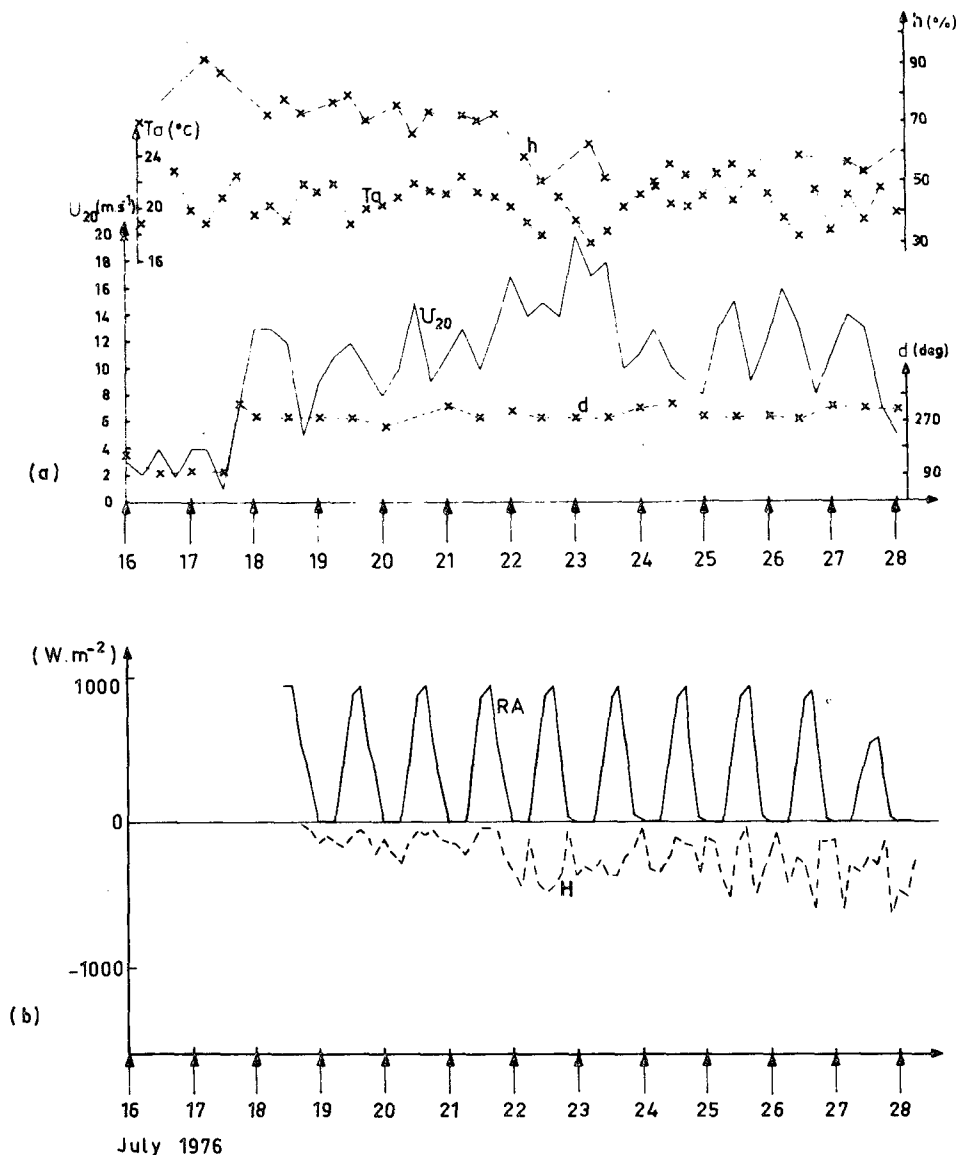 h (%)
90
70
50
30
Ta (°C)
24
20
16
U20 (m.s-1)
20
18
16
14
12
10
8
6
4
2
0
h
Ta
U20
d
d (deg)
270
90
(a)
16 17 18 19 20 21 22 23 24 25 26 27 28
(W.m-2)
1000
0
-1000
RA
H
(b)
16 17 18 19 20 21 22 23 24 25 26 27 28
July 1976